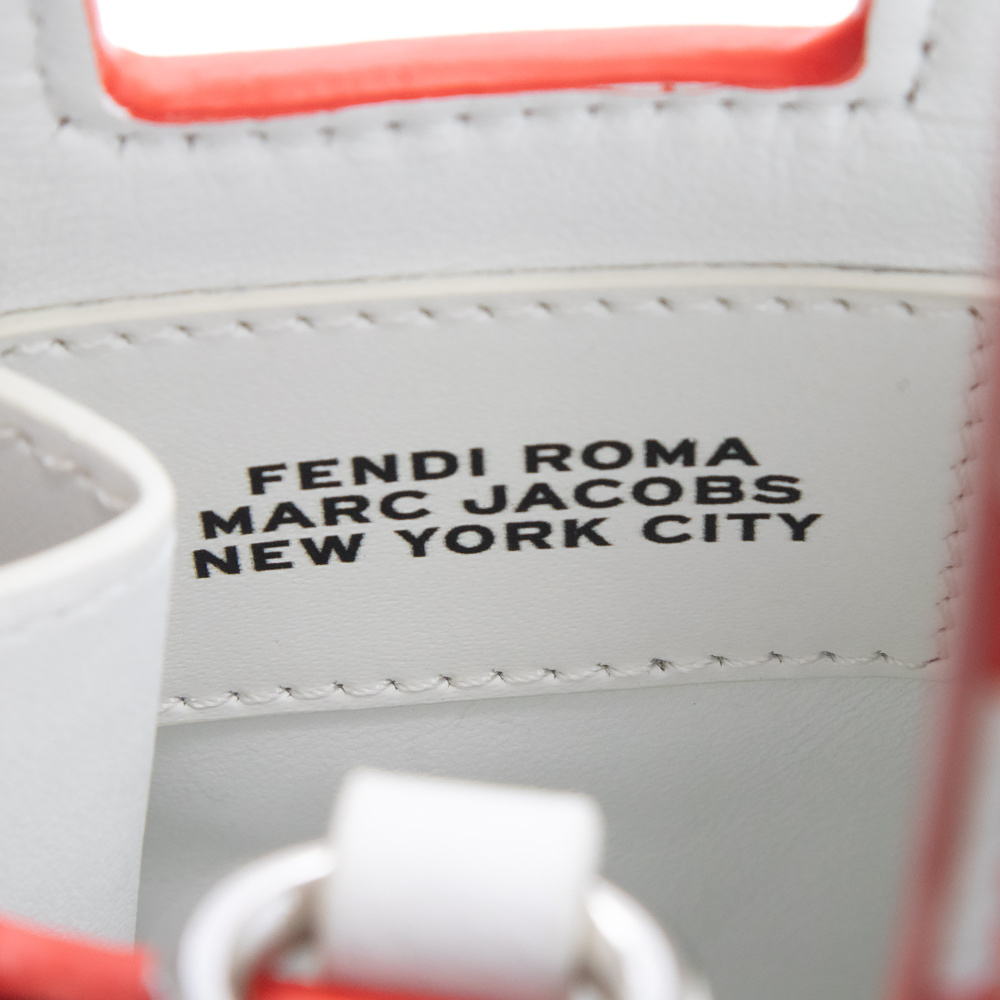 FENDI ROMA
MARC JACOBS
NEW YORK CITY